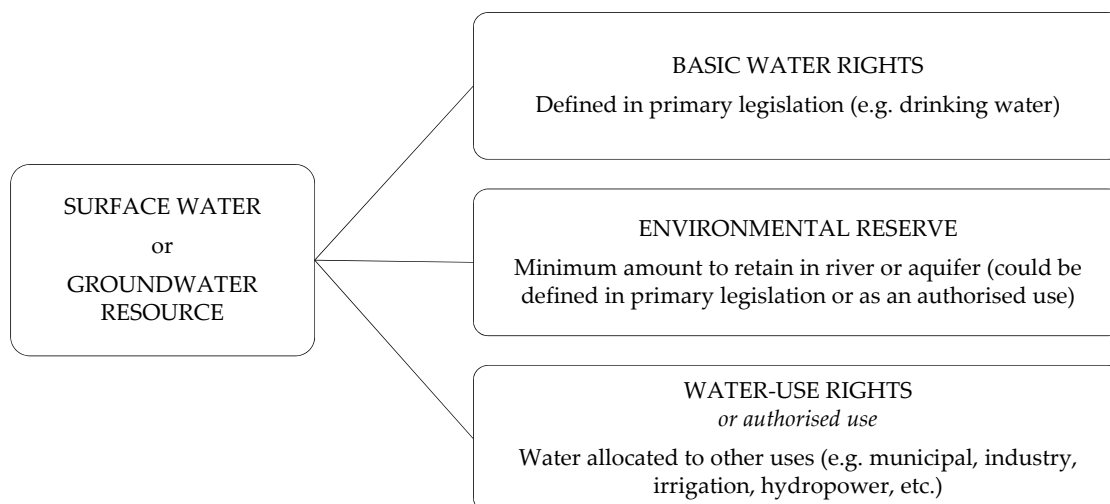 SURFACE WATER
or
GROUNDWATER
RESOURCE
BASIC WATER RIGHTS
Defined in primary legislation (e.g. drinking water)
ENVIRONMENTAL RESERVE
Minimum amount to retain in river or aquifer (could be
defined in primary legislation or as an authorised use)
WATER-USE RIGHTS
or authorised use
Water allocated to other uses (e.g. municipal, industry,
irrigation, hydropower, etc.)